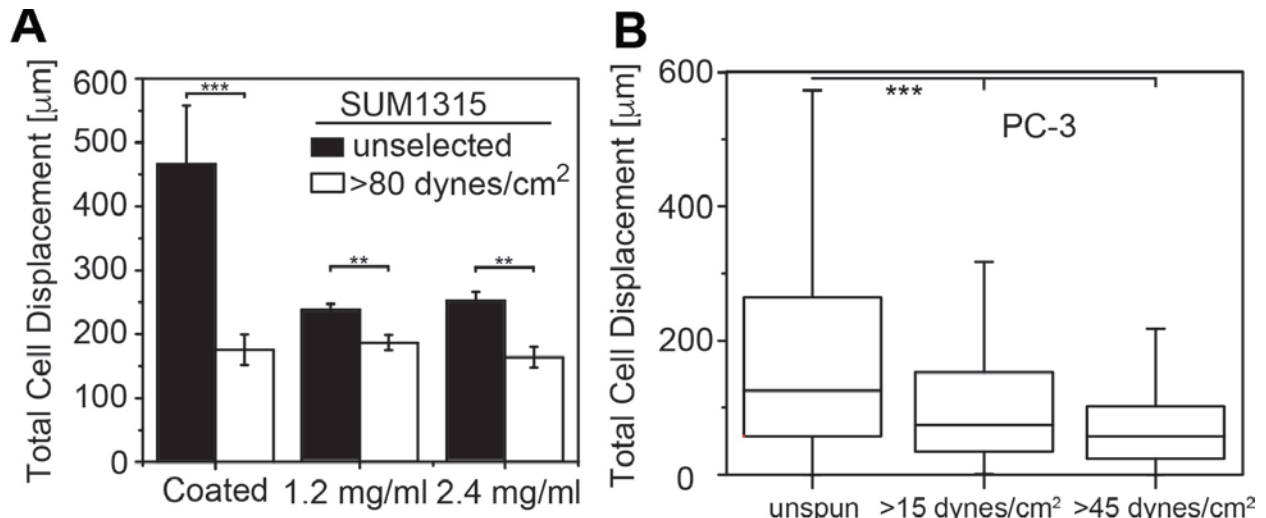 A
Total Cell Displacement [μm]
600
500
400
300
200
100
0
***
SUM1315
unselected
>80 dynes/cm²
**
**
Coated 1.2 mg/ml 2.4 mg/ml
B
Total Cell Displacement [μm]
600
400
200
0
***
PC-3
unspun >15 dynes/cm² >45 dynes/cm²